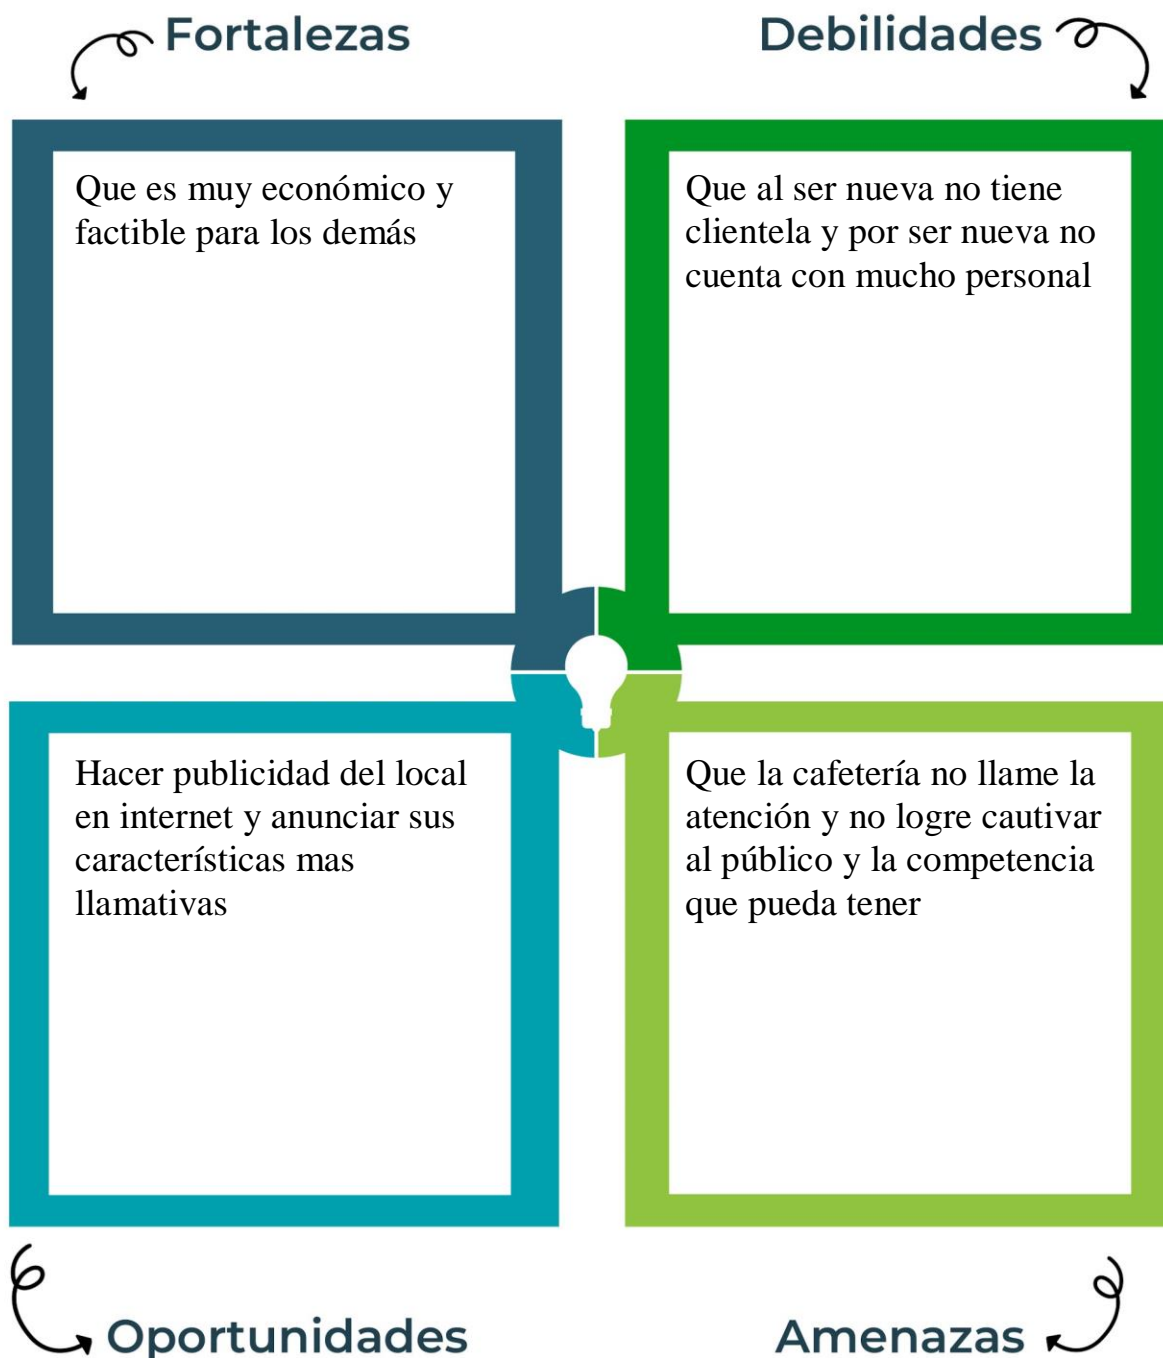 Fortalezas
Debilidades
Que es muy económico y
factible para los demás
Que al ser nueva no tiene
clientela y por ser nueva no
cuenta con mucho personal
Hacer publicidad del local
en internet y anunciar sus
características mas
llamativas
Que la cafetería no llame la
atención y no logre cautivar
al público y la competencia
que pueda tener
Oportunidades
Amenazas